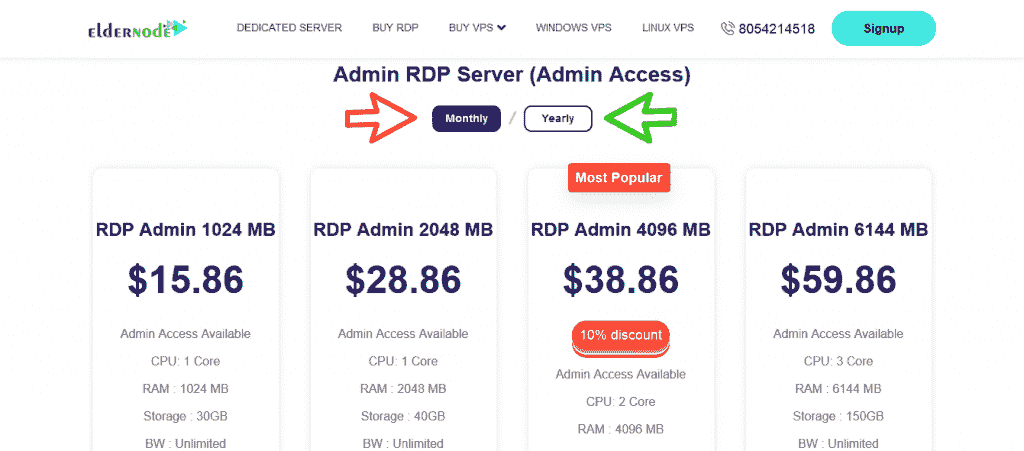 eLDERNODE
DEDICATED SERVER
BUY RDP
BUY VPS
WINDOWS VPS
LINUX VPS
8054214518
Signup
Admin RDP Server (Admin Access)
Monthly / Yearly
RDP Admin 1024 MB
$15.86
Admin Access Available
CPU: 1 Core
RAM : 1024 MB
Storage : 30GB
BW : Unlimited
RDP Admin 2048 MB
$28.86
Admin Access Available
CPU: 1 Core
RAM : 2048 MB
Storage : 40GB
BW : Unlimited
Most Popular
RDP Admin 4096 MB
$38.86
10% discount
Admin Access Available
CPU: 2 Core
RAM : 4096 MB
RDP Admin 6144 MB
$59.86
Admin Access Available
CPU: 3 Core
RAM : 6144 MB
Storage : 150GB
BW : Unlimited